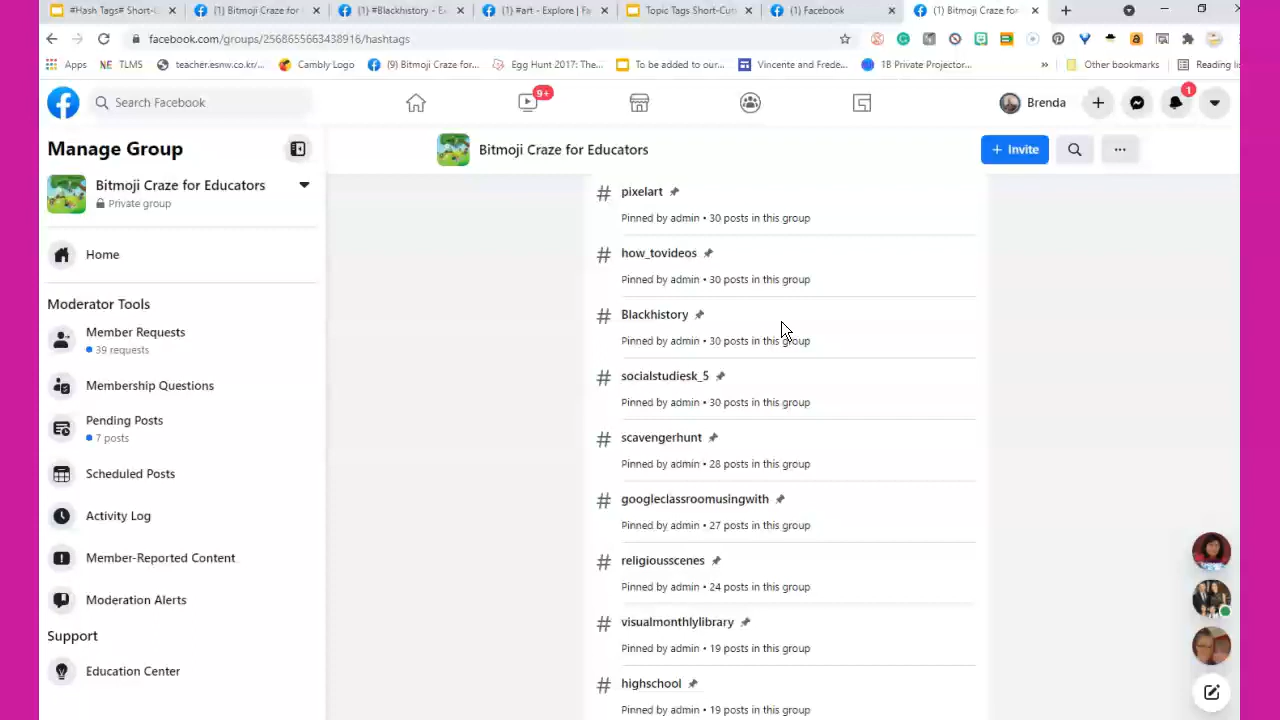 #Hash Tags# Short-C
(1) Bitmoji Craze for
(1) #Blackhistory - E
(1) #art - Explore | Fa
Topic Tags Short-Cut
(1) Facebook
(1) Bitmoji Craze for
facebook.com/groups/2568655663438916/hashtags
Apps
NE TLMS
teacher.esnw.co.kr/...
Cambly Logo
(9) Bitmoji Craze for...
Egg Hunt 2017: The...
To be added to our...
Vincente and Frede...
1B Private Projector...
»
Other bookmarks
Reading li
Search Facebook
9+
Brenda
1
Manage Group
Bitmoji Craze for Educators
+ Invite
Bitmoji Craze for Educators
Private group
Home
Moderator Tools
Member Requests
39 requests
Membership Questions
Pending Posts
7 posts
Scheduled Posts
Activity Log
Member-Reported Content
Moderation Alerts
Support
Education Center
# pixelart
Pinned by admin • 30 posts in this group
# how_tovideos
Pinned by admin • 30 posts in this group
# Blackhistory
Pinned by admin • 30 posts in this group
# socialstudiesk_5
Pinned by admin • 30 posts in this group
# scavengerhunt
Pinned by admin • 28 posts in this group
# googleclassroomusingwith
Pinned by admin • 27 posts in this group
# religiousscenes
Pinned by admin • 24 posts in this group
# visualmonthlylibrary
Pinned by admin • 19 posts in this group
# highschool
Pinned by admin • 19 posts in this group